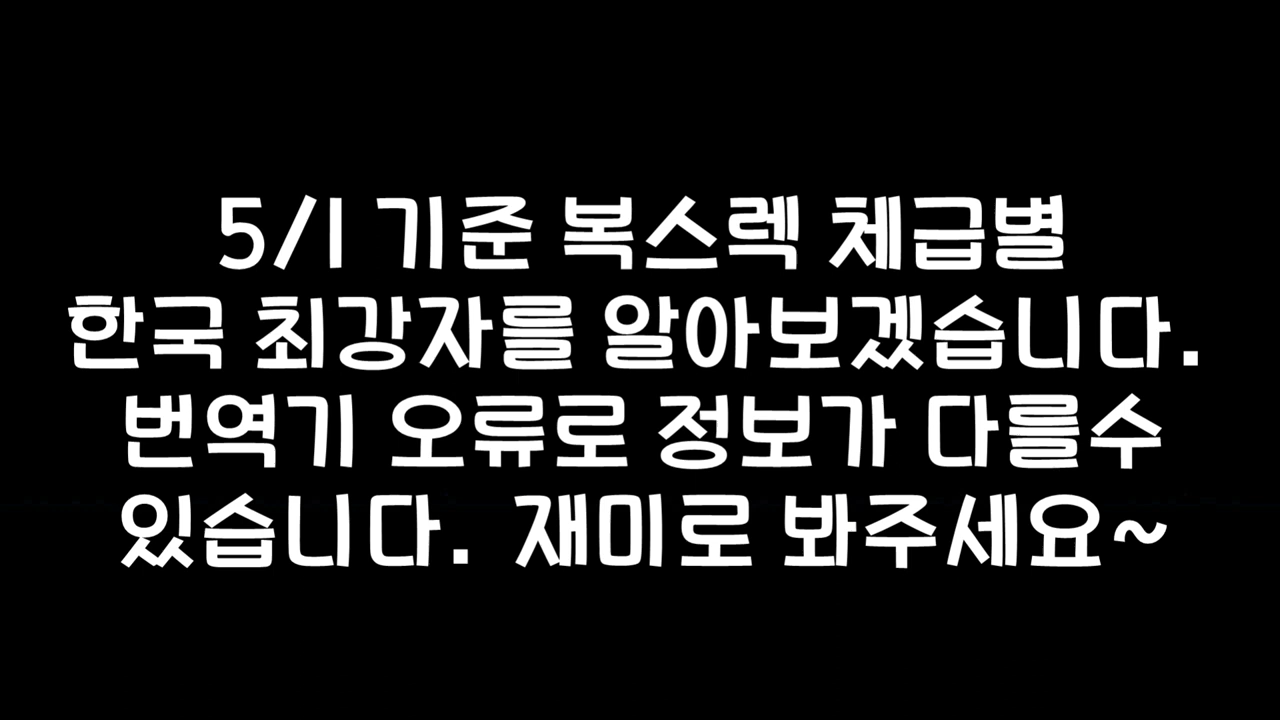 5/1 기준 복스렉 체급별
한국 최강자를 알아보겠습니다.
번역기 오류로 정보가 다를수
있습니다. 재미로 봐주세요~